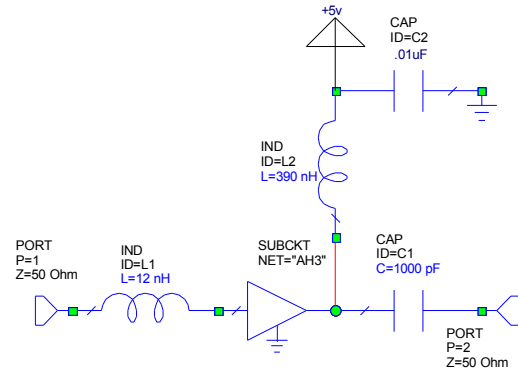 +5v
CAP
ID=C2
.01uF
IND
ID=L2
L=390 nH
PORT
P=1
Z=50 Ohm
IND
ID=L1
L=12 nH
SUBCKT
NET="AH3"
CAP
ID=C1
C=1000 pF
PORT
P=2
Z=50 Ohm